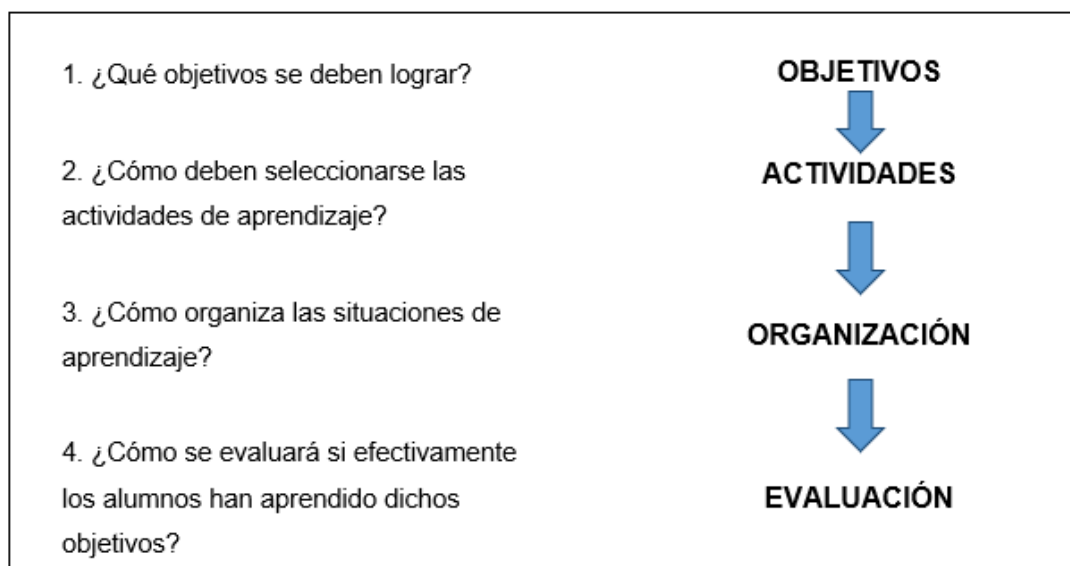 1. ¿Qué objetivos se deben lograr?
OBJETIVOS
2. ¿Cómo deben seleccionarse las
actividades de aprendizaje?
ACTIVIDADES
3. ¿Cómo organiza las situaciones de
aprendizaje?
ORGANIZACIÓN
4. ¿Cómo se evaluará si efectivamente
los alumnos han aprendido dichos
objetivos?
EVALUACIÓN